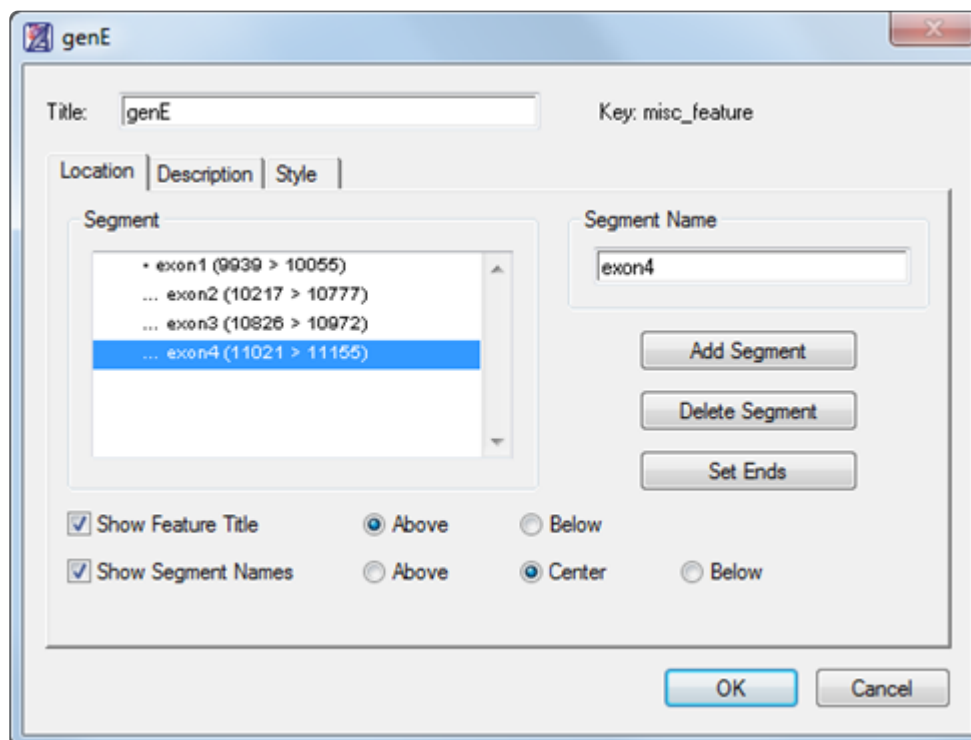 genE
Title: genE Key: misc_feature
Location Description Style
Segment Segment Name
• exon1 (9939 > 10055) exon4
... exon2 (10217 > 10777)
... exon3 (10826 > 10972)
... exon4 (11021 > 11155) Add Segment
Delete Segment
Set Ends
Show Feature Title Above Below
Show Segment Names Above Center Below
OK Cancel